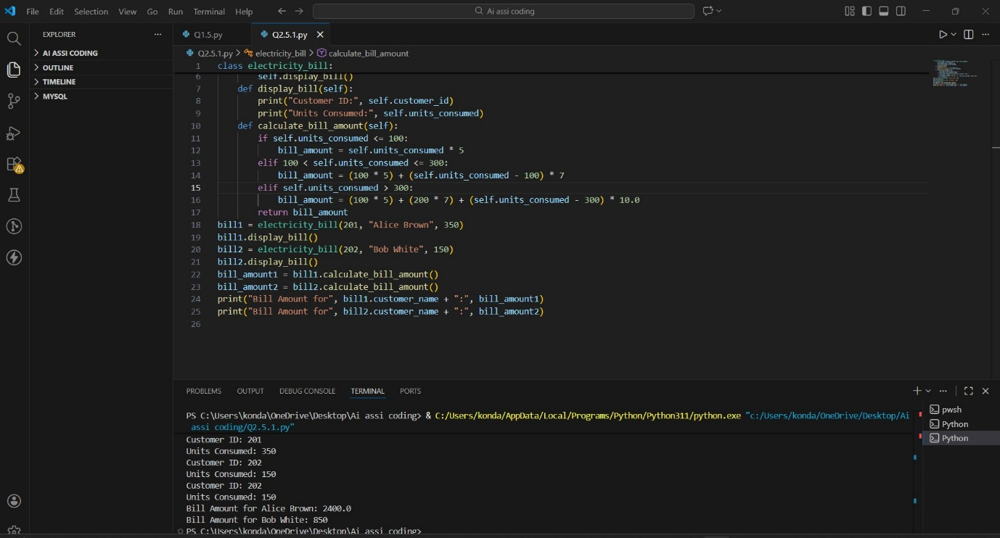 File Edit Selection View Go Run Terminal Help
Ai assi coding
EXPLORER
AI ASSI CODING
OUTLINE
TIMELINE
MYSQL
Q1.5.py
Q2.5.1.py
Q2.5.1.py > electricity_bill > calculate_bill_amount
1 class electricity_bill:
6 self.display_bill()
7 def display_bill(self):
8 print("Customer ID:", self.customer_id)
9 print("Units Consumed:", self.units_consumed)
10 def calculate_bill_amount(self):
11 if self.units_consumed <= 100:
12 bill_amount = self.units_consumed * 5
13 elif 100 < self.units_consumed <= 300:
14 bill_amount = (100 * 5) + (self.units_consumed - 100) * 7
15 elif self.units_consumed > 300:
16 bill_amount = (100 * 5) + (200 * 7) + (self.units_consumed - 300) * 10.0
17 return bill_amount
18 bill1 = electricity_bill(201, "Alice Brown", 350)
19 bill1.display_bill()
20 bill2 = electricity_bill(202, "Bob White", 150)
21 bill2.display_bill()
22 bill_amount1 = bill1.calculate_bill_amount()
23 bill_amount2 = bill2.calculate_bill_amount()
24 print("Bill Amount for", bill1.customer_name + ":", bill_amount1)
25 print("Bill Amount for", bill2.customer_name + ":", bill_amount2)
26
PROBLEMS OUTPUT DEBUG CONSOLE TERMINAL PORTS
PS C:\Users\konda\OneDrive\Desktop\Ai assi coding> & C:/Users/konda/AppData/Local/Programs/Python/Python311/python.exe "c:/Users/konda/OneDrive/Desktop/Ai
assi coding/Q2.5.1.py"
Customer ID: 201
Units Consumed: 350
Customer ID: 202
Units Consumed: 150
Customer ID: 202
Units Consumed: 150
Bill Amount for Alice Brown: 2400.0
Bill Amount for Bob White: 850
PS C:\Users\konda\OneDrive\Desktop\Ai assi coding>
pwsh
Python
Python